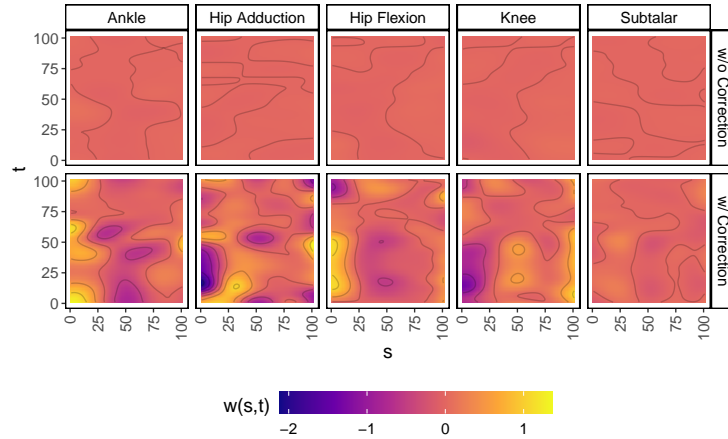 Ankle Hip Adduction Hip Flexion Knee Subtalar
100
75
50
25
0
w/o Correction
t
100
75
50
25
0
w/ Correction
0 25 50 75 100 0 25 50 75 100 0 25 50 75 100 0 25 50 75 100 0 25 50 75 100
s
w(s,t)
-2 -1 0 1